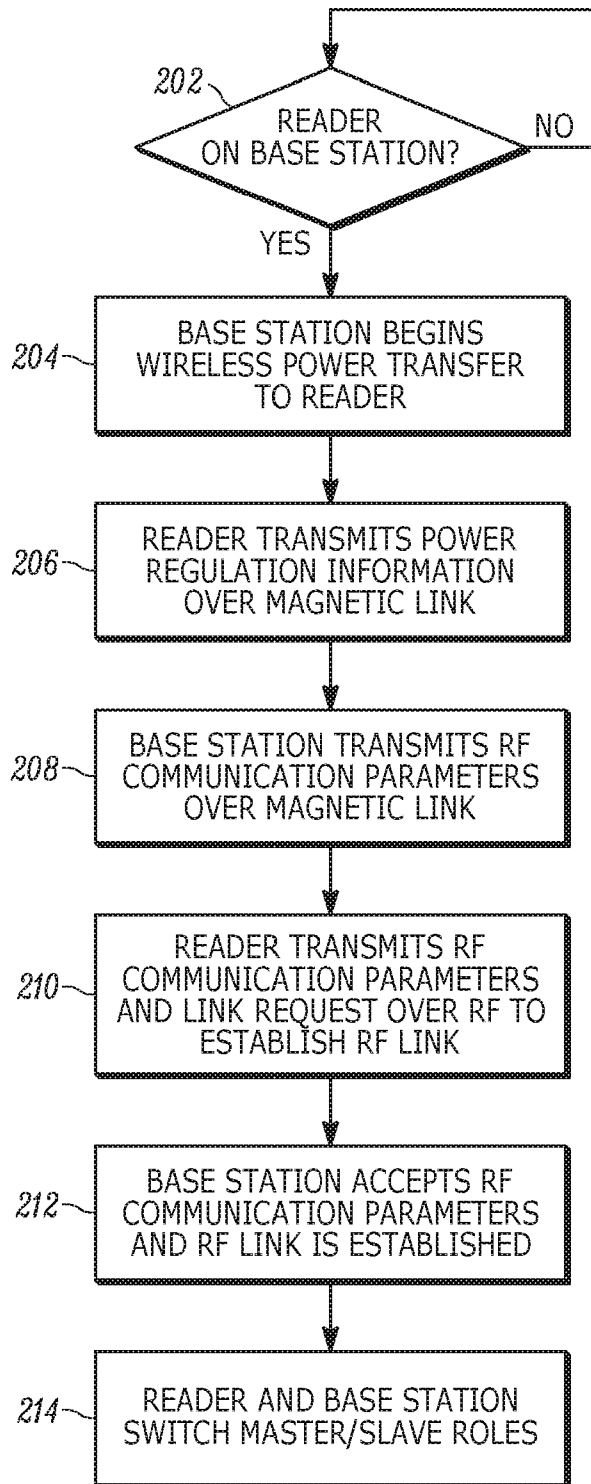 202
READER
ON BASE STATION?
NO
YES
204
BASE STATION BEGINS
WIRELESS POWER TRANSFER
TO READER
206
READER TRANSMITS POWER
REGULATION INFORMATION
OVER MAGNETIC LINK
208
BASE STATION TRANSMITS RF
COMMUNICATION PARAMETERS
OVER MAGNETIC LINK
210
READER TRANSMITS RF
COMMUNICATION PARAMETERS
AND LINK REQUEST OVER RF TO
ESTABLISH RF LINK
212
BASE STATION ACCEPTS RF
COMMUNICATION PARAMETERS
AND RF LINK IS ESTABLISHED
214
READER AND BASE STATION
SWITCH MASTER/SLAVE ROLES